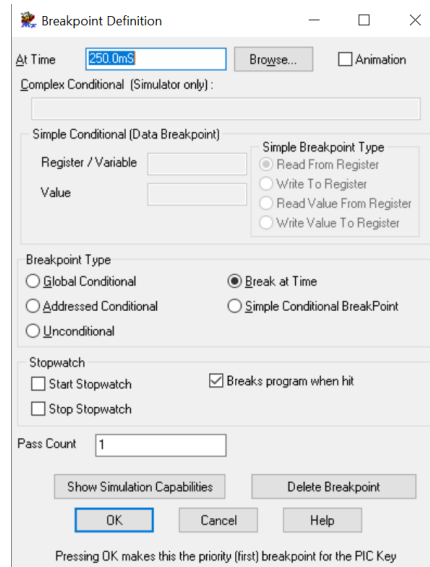 Breakpoint Definition
At Time 250.0mS Browse... Animation
Complex Conditional (Simulator only) :
Simple Conditional (Data Breakpoint)
Simple Breakpoint Type
Register / Variable
Read From Register
Write To Register
Value
Read Value From Register
Write Value To Register
Breakpoint Type
Global Conditional Break at Time
Addressed Conditional Simple Conditional BreakPoint
Unconditional
Stopwatch
Start Stopwatch Breaks program when hit
Stop Stopwatch
Pass Count 1
Show Simulation Capabilities Delete Breakpoint
OK Cancel Help
Pressing OK makes this the priority (first) breakpoint for the PIC Key